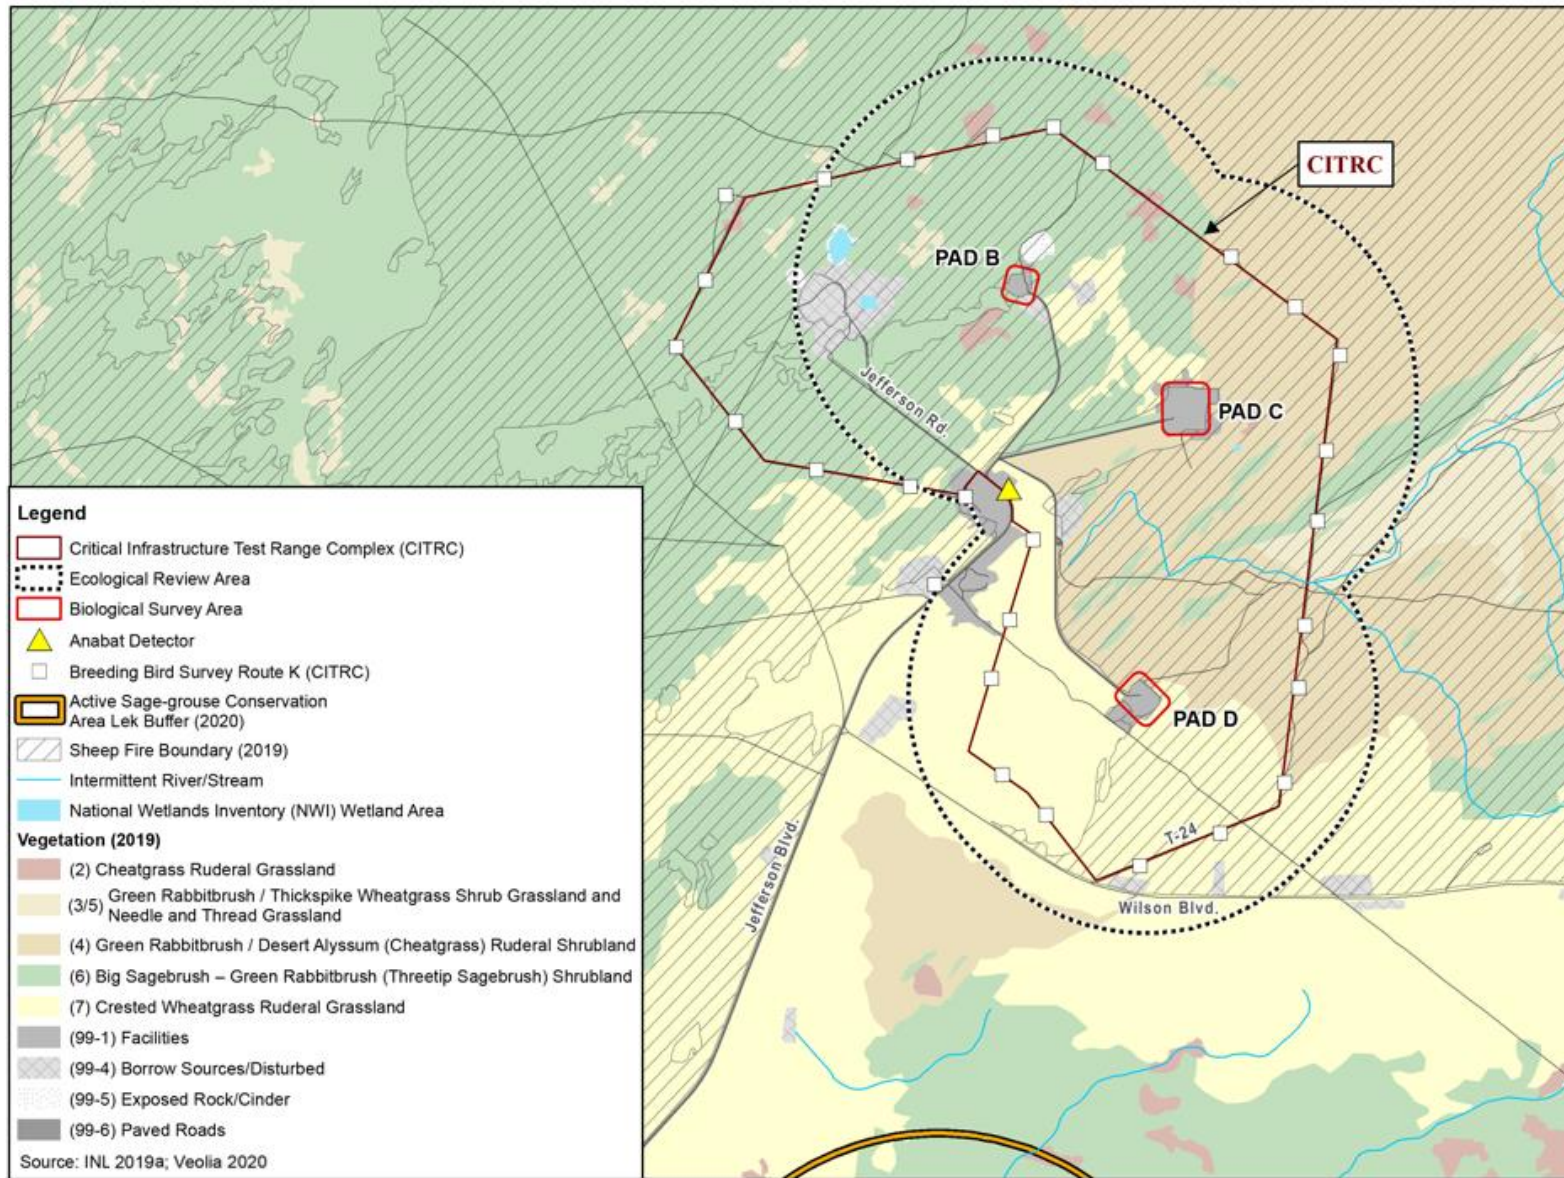 CITRC
PAD B
PAD C
Jefferson Rd.
PAD D
T-24
Wilson Blvd.
Jefferson Blvd.
Legend
Critical Infrastructure Test Range Complex (CITRC)
Ecological Review Area
Biological Survey Area
Anabat Detector
Breeding Bird Survey Route K (CITRC)
Active Sage-grouse Conservation
Area Lek Buffer (2020)
Sheep Fire Boundary (2019)
Intermittent River/Stream
National Wetlands Inventory (NWI) Wetland Area
Vegetation (2019)
(2) Cheatgrass Ruderal Grassland
(3/5) Green Rabbitbrush / Thickspike Wheatgrass Shrub Grassland and
Needle and Thread Grassland
(4) Green Rabbitbrush / Desert Alyssum (Cheatgrass) Ruderal Shrubland
(6) Big Sagebrush – Green Rabbitbrush (Threetip Sagebrush) Shrubland
(7) Crested Wheatgrass Ruderal Grassland
(99-1) Facilities
(99-4) Borrow Sources/Disturbed
(99-5) Exposed Rock/Cinder
(99-6) Paved Roads
Source: INL 2019a; Veolia 2020